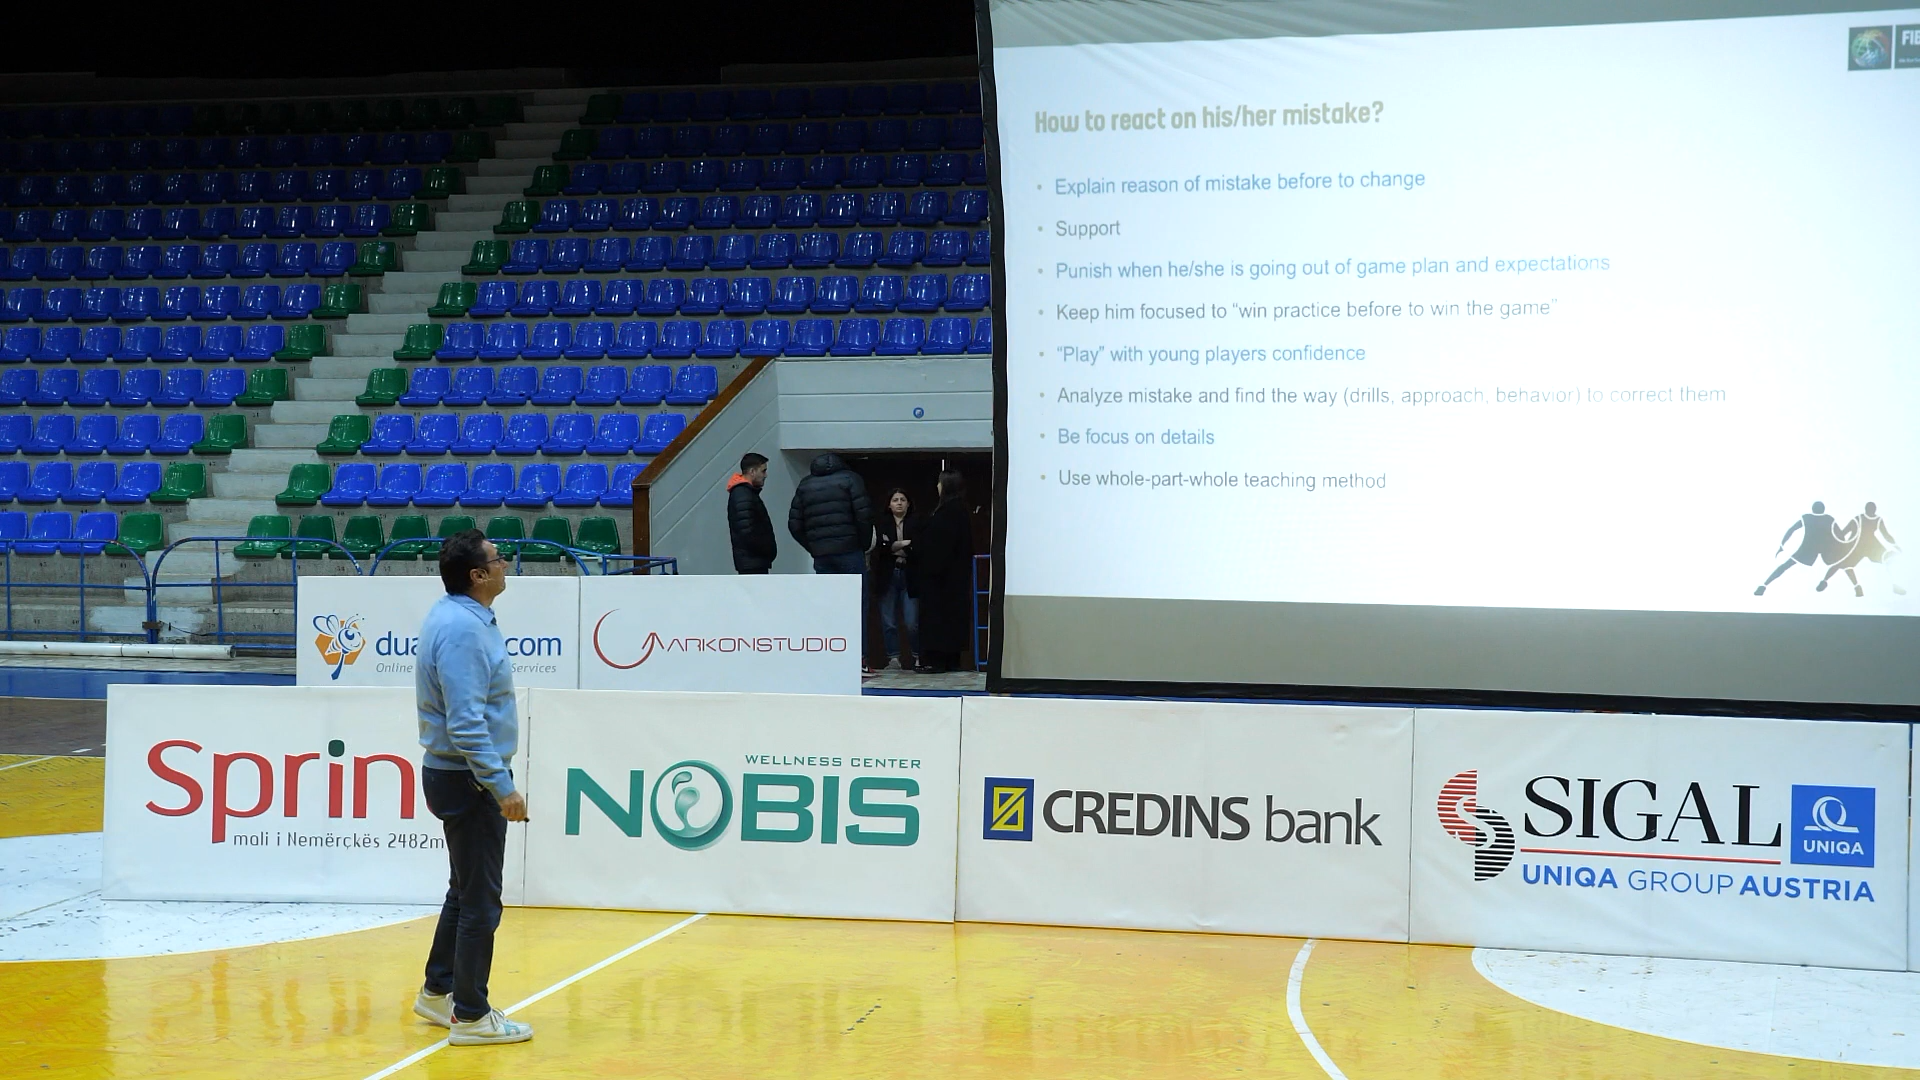 How to react on his/her mistake?
• Explain reason of mistake before to change
• Support
• Punish when he/she is going out of game plan and expectations
• Keep him focused to “win practice before to win the game”
• “Play” with young players confidence
• Analyze mistake and find the way (drills, approach, behavior) to correct them
• Be focus on details
• Use whole-part-whole teaching method
.com
Online
Services
ARKONSTUDIO
Sprin
mali i Nemërçkës 2482m
WELLNESS CENTER
NOBIS
CREDINS bank
SIGAL
UNIQA
UNIQA GROUP AUSTRIA